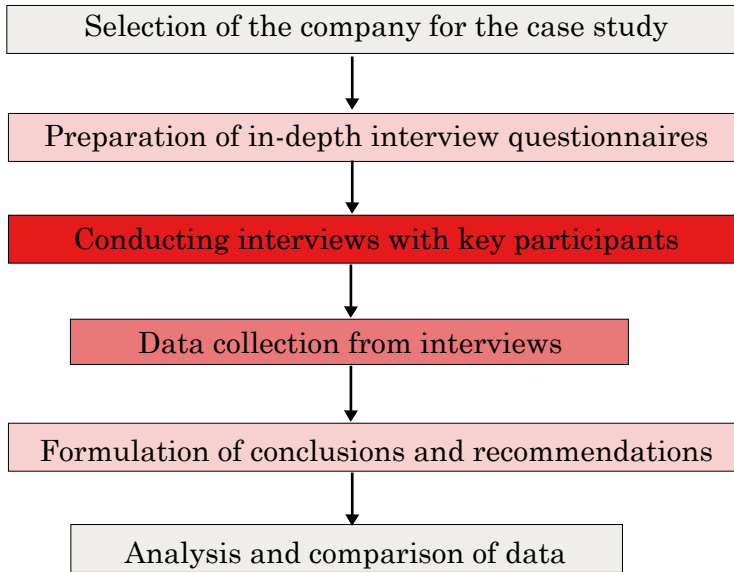 Selection of the company for the case study
Preparation of in-depth interview questionnaires
Conducting interviews with key participants
Data collection from interviews
Formulation of conclusions and recommendations
Analysis and comparison of data